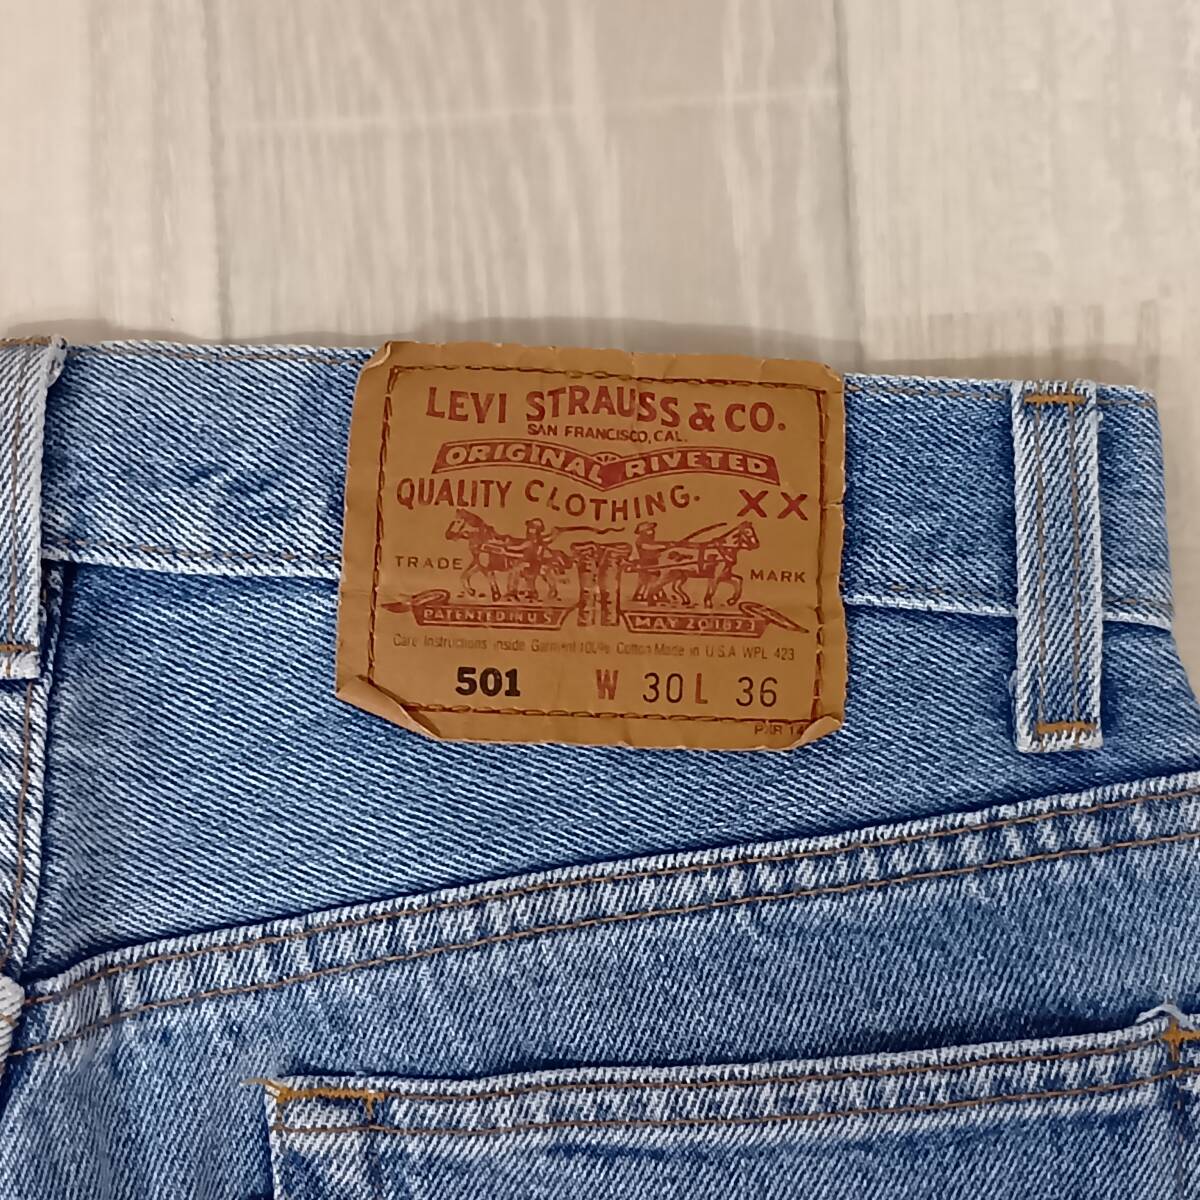 LEVI STRAUSS & CO.
SAN FRANCISCO, CAL.
ORIGINAL RIVETED
QUALITY CLOTHING. XX
TRADE MARK
PATENTED IN U S MAY 20 1873
Care Instructions inside Garment 100% Cotton Made in U S A WPL 423
501 W 30 L 36